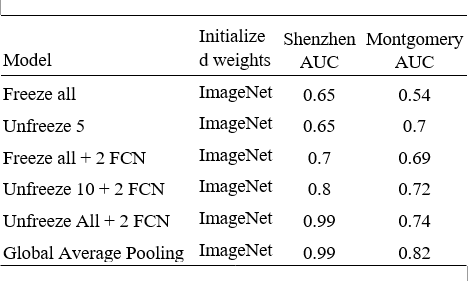 Model Initialize d weights Shenzhen AUC Montgomery AUC
Freeze all ImageNet 0.65 0.54
Unfreeze 5 ImageNet 0.65 0.7
Freeze all + 2 FCN ImageNet 0.7 0.69
Unfreeze 10 + 2 FCN ImageNet 0.8 0.72
Unfreeze All + 2 FCN ImageNet 0.99 0.74
Global Average Pooling ImageNet 0.99 0.82